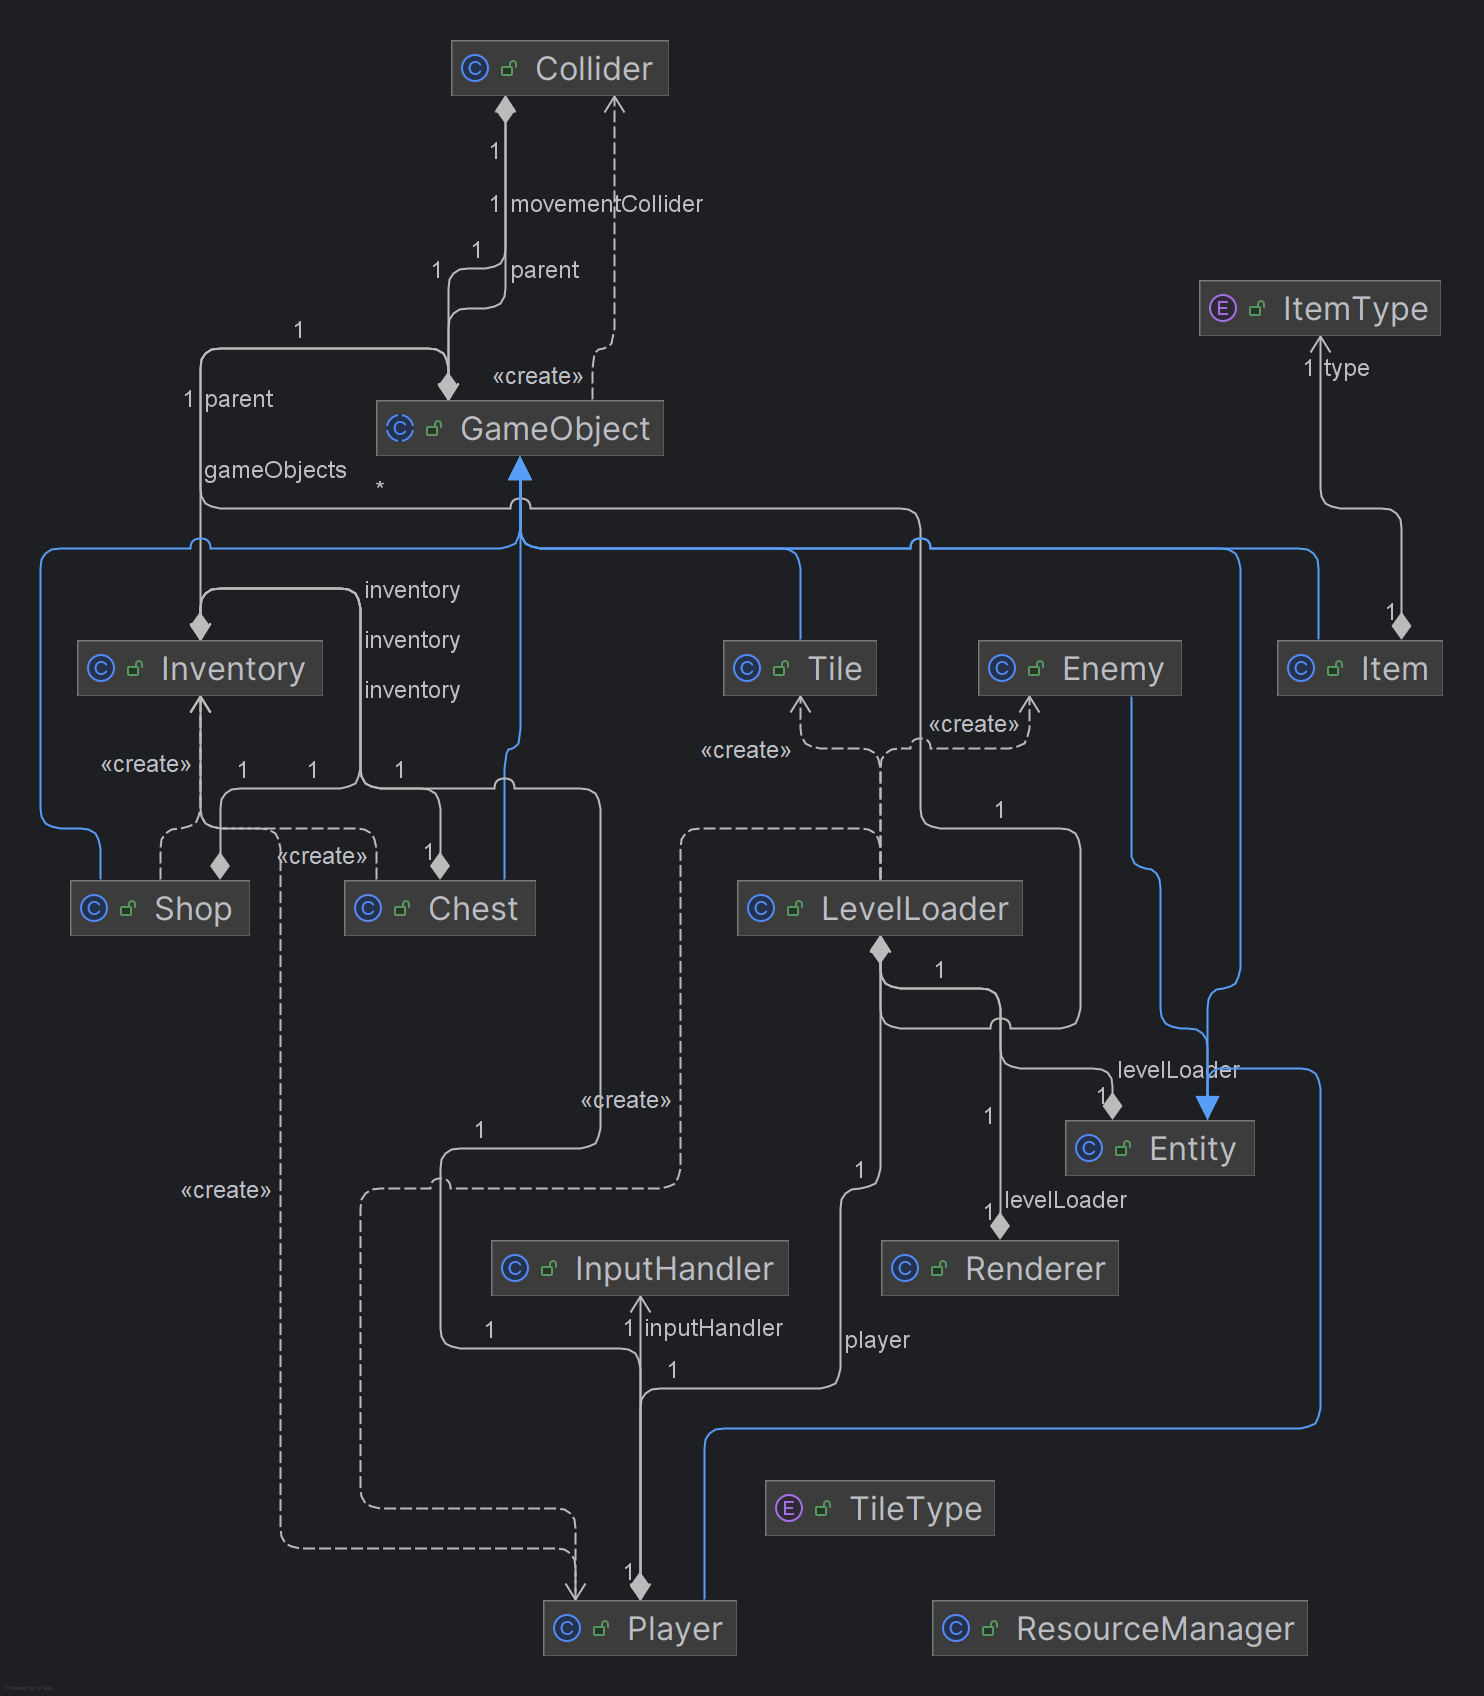 C Collider
1
1 movementCollider
1
1 parent
E ItemType
1
1 type
«create»
1 parent
C GameObject
gameObjects
*
inventory
1
inventory
C Inventory
C Tile
C Enemy
C Item
inventory
«create»
«create»
«create»
1
1
1
1
«create»
1
C Shop
C Chest
C LevelLoader
1
levelLoader
1
«create»
1
1
C Entity
1
«create»
levelLoader
1
C InputHandler
C Renderer
1
1 inputHandler
player
1
E TileType
1
C Player
C ResourceManager
Powered by yFiles